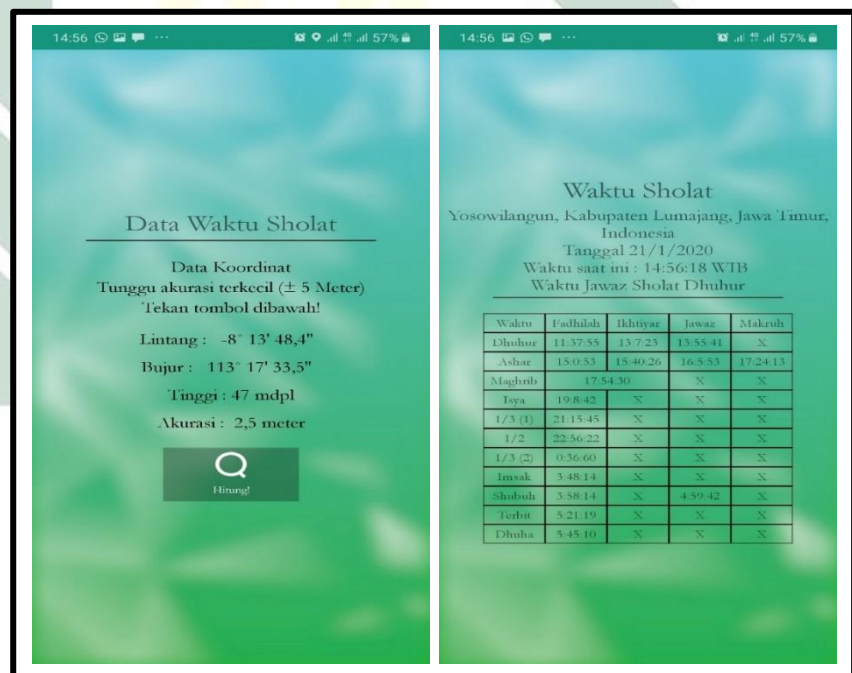 14:56 ... 57%
Data Waktu Sholat
Data Koordinat
Tunggu akurasi terkecil (± 5 Meter)
Tekan tombol dibawah!
Lintang : -8° 13' 48,4"
Bujur : 113° 17' 33,5"
Tinggi : 47 mdpl
Akurasi : 2,5 meter
Hitung!
14:56 ... 57%
Waktu Sholat
Yosowilangun, Kabupaten Lumajang, Jawa Timur,
Indonesia
Tanggal 21/1/2020
Waktu saat ini : 14:56:18 WIB
Waktu Jawaz Sholat Dhuhur
Waktu Fadhilah Ikhtiyar Jawaz Makruh
Dhuhur 11:37:55 13:7:23 13:55:41 X
Ashar 15:0:53 15:40:26 16:5:53 17:24:13
Maghrib 17:54:30 X X
Isya 19:8:42 X X X
1/3 (1) 21:15:45 X X X
1/2 22:56:22 X X X
1/3 (2) 0:36:60 X X X
Imsak 3:48:14 X X X
Shubuh 3:58:14 X 4:59:42 X
Terbit 5:21:19 X X X
Dhuha 5:45:10 X X X